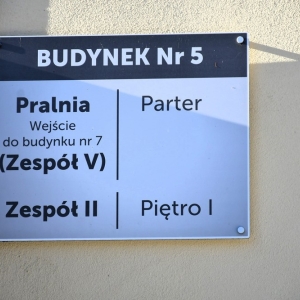 BUDYNEK Nr 5
Pralnia
Wejście
do budynku nr 7
(Zespół V)
Parter
Zespół II
Piętro I